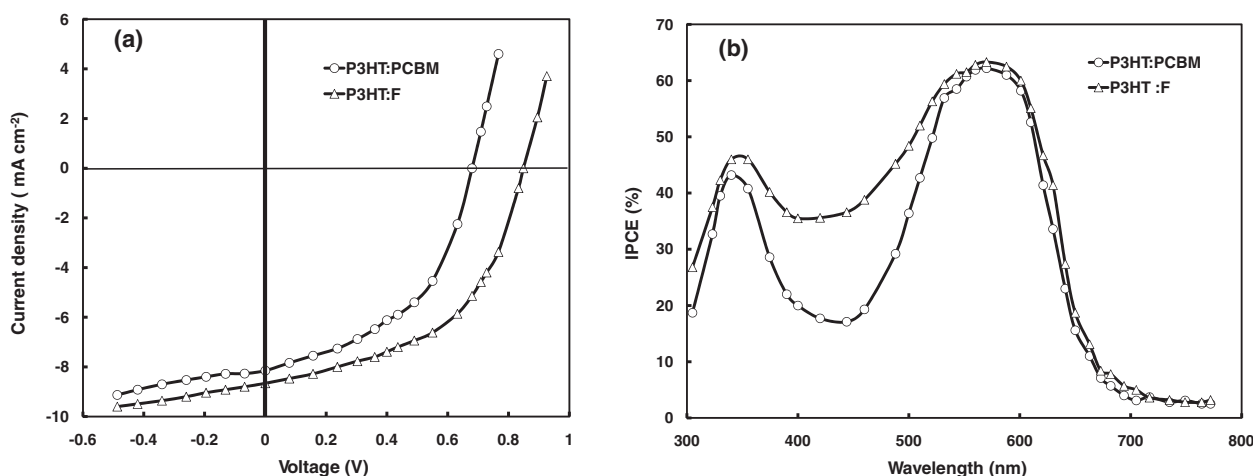 (a)
P3HT:PCBM
P3HT:F
Current density ( mA cm-2)
6
4
2
0
-2
-4
-6
-8
-10
-0.6 -0.4 -0.2 0 0.2 0.4 0.6 0.8 1
Voltage (V)
(b)
P3HT:PCBM
P3HT :F
IPCE (%)
70
60
50
40
30
20
10
0
300 400 500 600 700 800
Wavelength (nm)